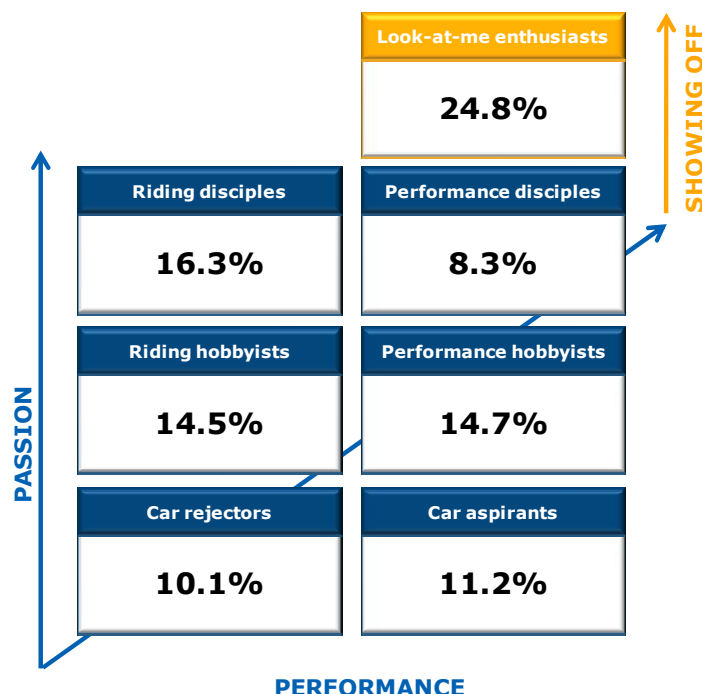 Look-at-me enthusiasts
24.8%
SHOWING OFF
Riding disciples
16.3%
Performance disciples
8.3%
Riding hobbyists
14.5%
Performance hobbyists
14.7%
PASSION
Car rejectors
10.1%
Car aspirants
11.2%
PERFORMANCE